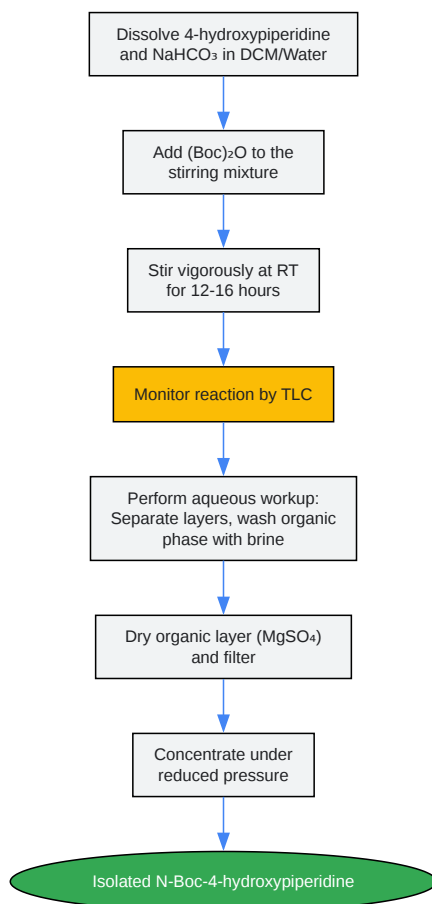 Dissolve 4-hydroxypiperidine
and NaHCO₃ in DCM/Water
Add (Boc)₂O to the
stirring mixture
Stir vigorously at RT
for 12-16 hours
Monitor reaction by TLC
Perform aqueous workup:
Separate layers, wash organic
phase with brine
Dry organic layer (MgSO₄)
and filter
Concentrate under
reduced pressure
Isolated N-Boc-4-hydroxypiperidine